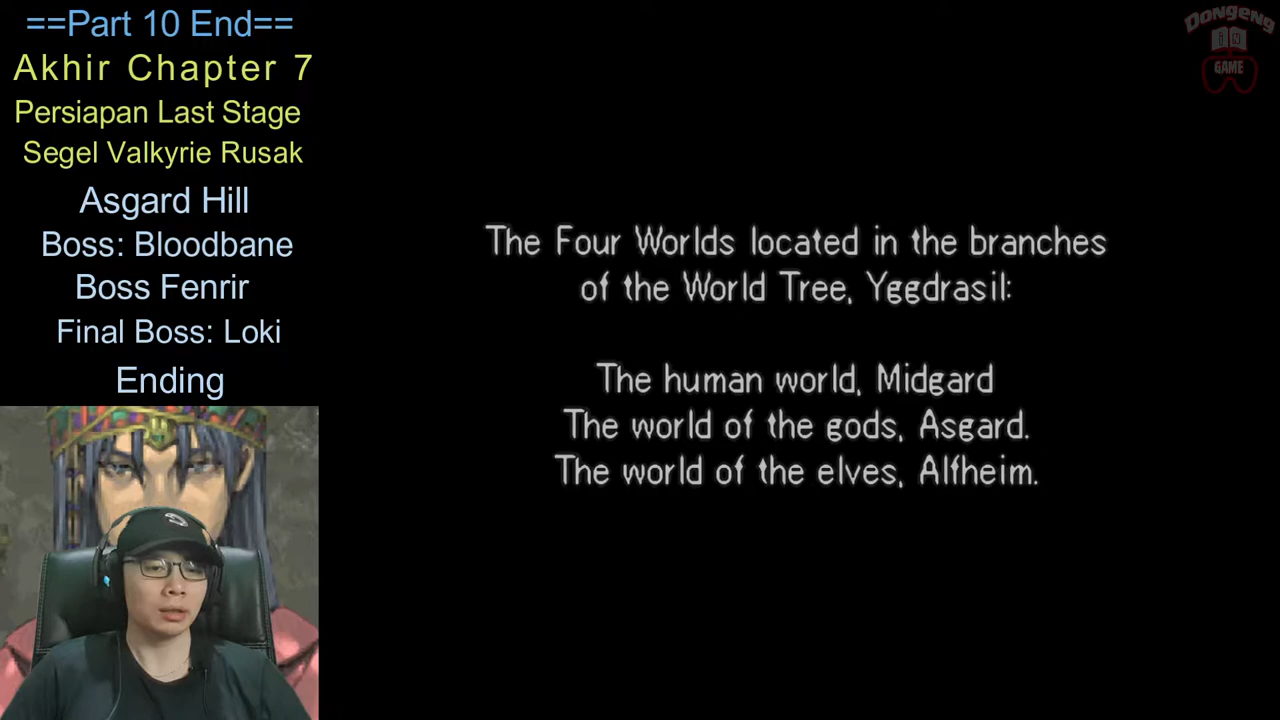 ==Part 10 End==
Akhir Chapter 7
Persiapan Last Stage
Segel Valkyrie Rusak
Asgard Hill
Boss: Bloodbane
Boss Fenrir
Final Boss: Loki
Ending
The Four Worlds located in the branches
of the World Tree, Yggdrasil:
The human world, Midgard
The world of the gods, Asgard.
The world of the elves, Alfheim.
DONGENG
GAME